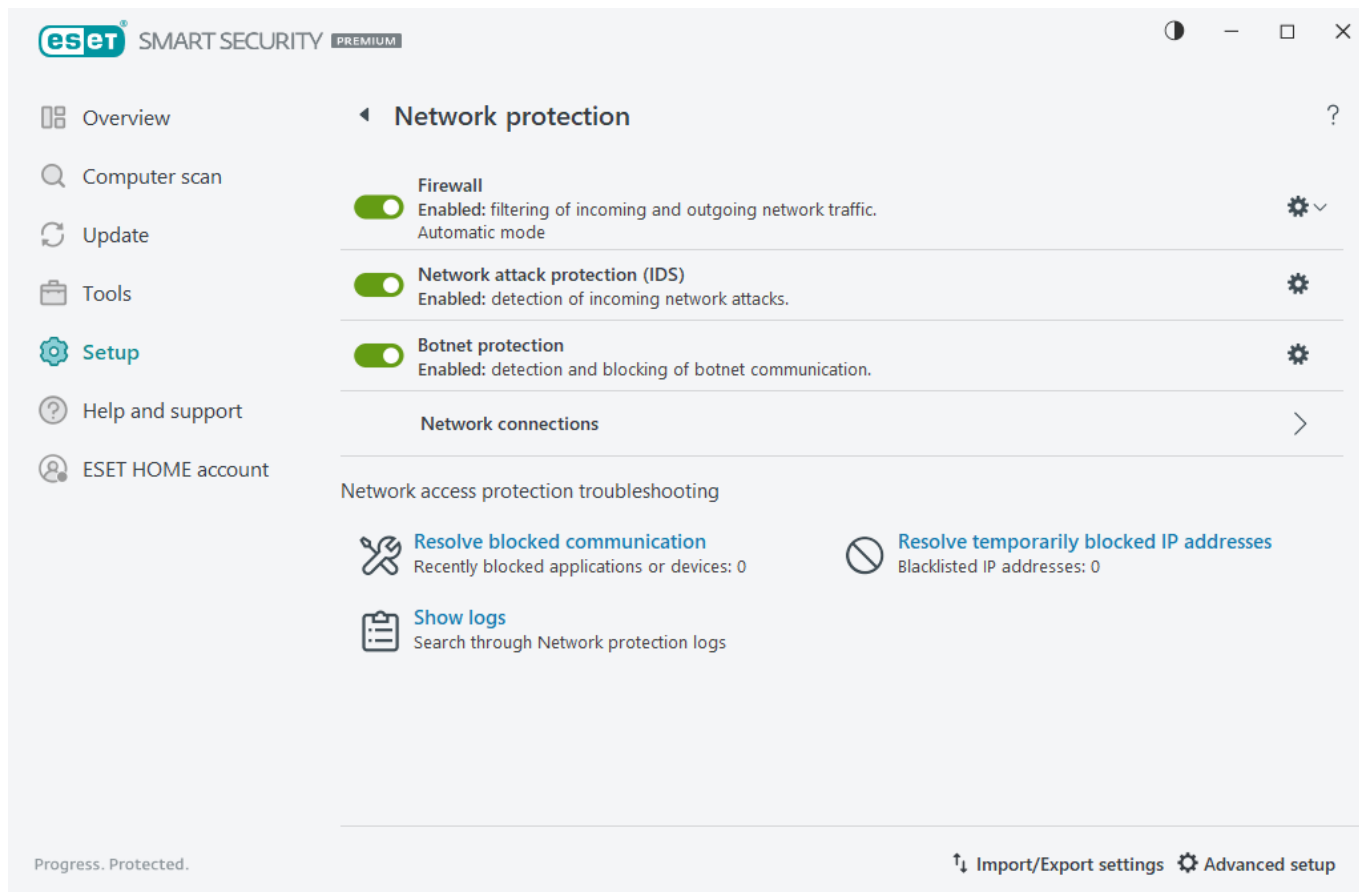 eset® SMART SECURITY PREMIUM
Overview
Computer scan
Update
Tools
Setup
Help and support
ESET HOME account
Network protection
?
Firewall
Enabled: filtering of incoming and outgoing network traffic.
Automatic mode
Network attack protection (IDS)
Enabled: detection of incoming network attacks.
Botnet protection
Enabled: detection and blocking of botnet communication.
Network connections
Network access protection troubleshooting
Resolve blocked communication
Recently blocked applications or devices: 0
Resolve temporarily blocked IP addresses
Blacklisted IP addresses: 0
Show logs
Search through Network protection logs
Progress. Protected.
Import/Export settings
Advanced setup